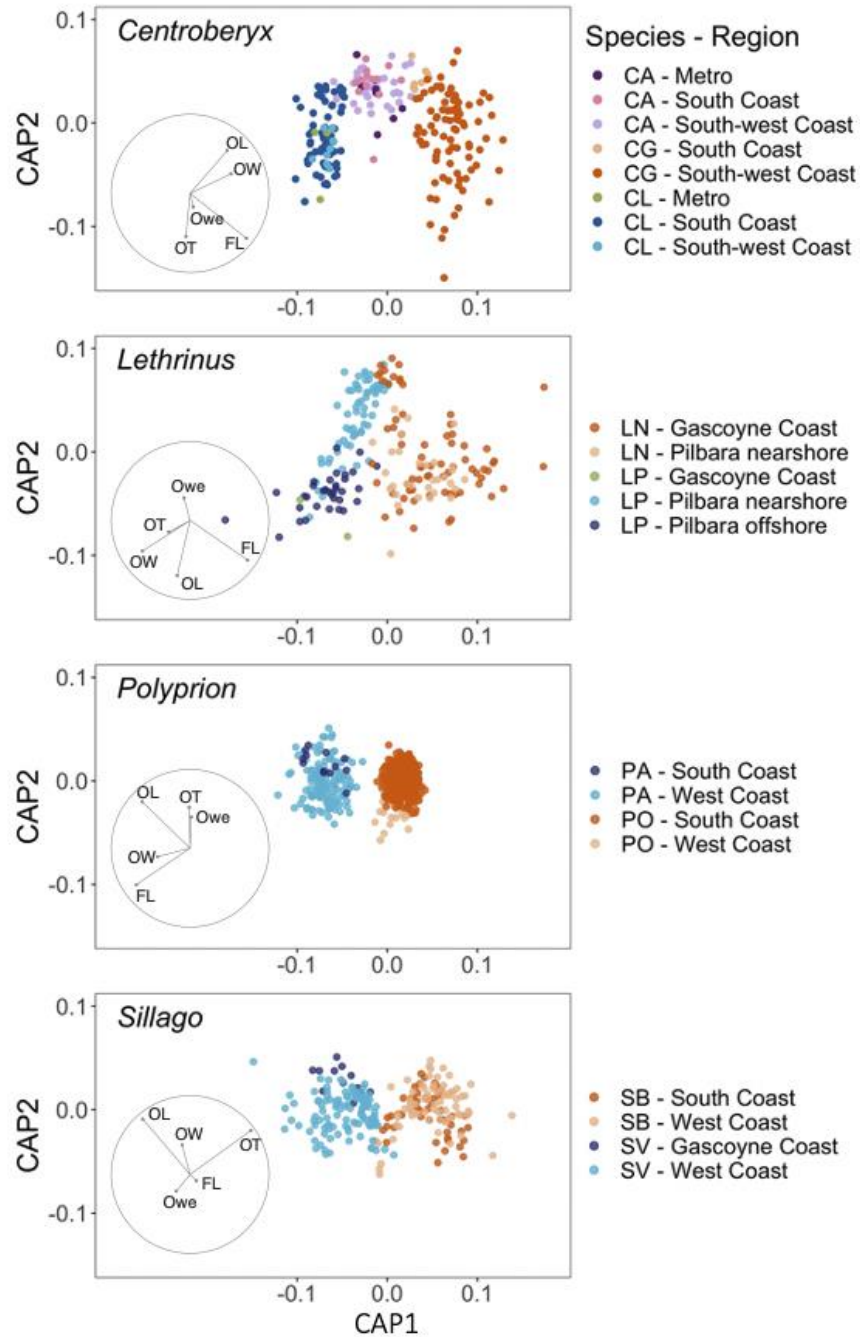 Centroberyx
Species - Region
CA - Metro
CA - South Coast
CA - South-west Coast
CG - South Coast
CG - South-west Coast
CL - Metro
CL - South Coast
CL - South-west Coast
CAP2
0.1
0.0
-0.1
OL
OW
Owe
OT
FL
-0.1
0.0
0.1
Lethrinus
LN - Gascoyne Coast
LN - Pilbara nearshore
LP - Gascoyne Coast
LP - Pilbara nearshore
LP - Pilbara offshore
CAP2
0.1
0.0
-0.1
Owe
OT
OW
OL
FL
-0.1
0.0
0.1
Polyprion
PA - South Coast
PA - West Coast
PO - South Coast
PO - West Coast
CAP2
0.1
0.0
-0.1
OL
OT
Owe
OW
FL
-0.1
0.0
0.1
Sillago
SB - South Coast
SB - West Coast
SV - Gascoyne Coast
SV - West Coast
CAP2
0.1
0.0
-0.1
OL
OW
OT
FL
Owe
-0.1
0.0
0.1
CAP1